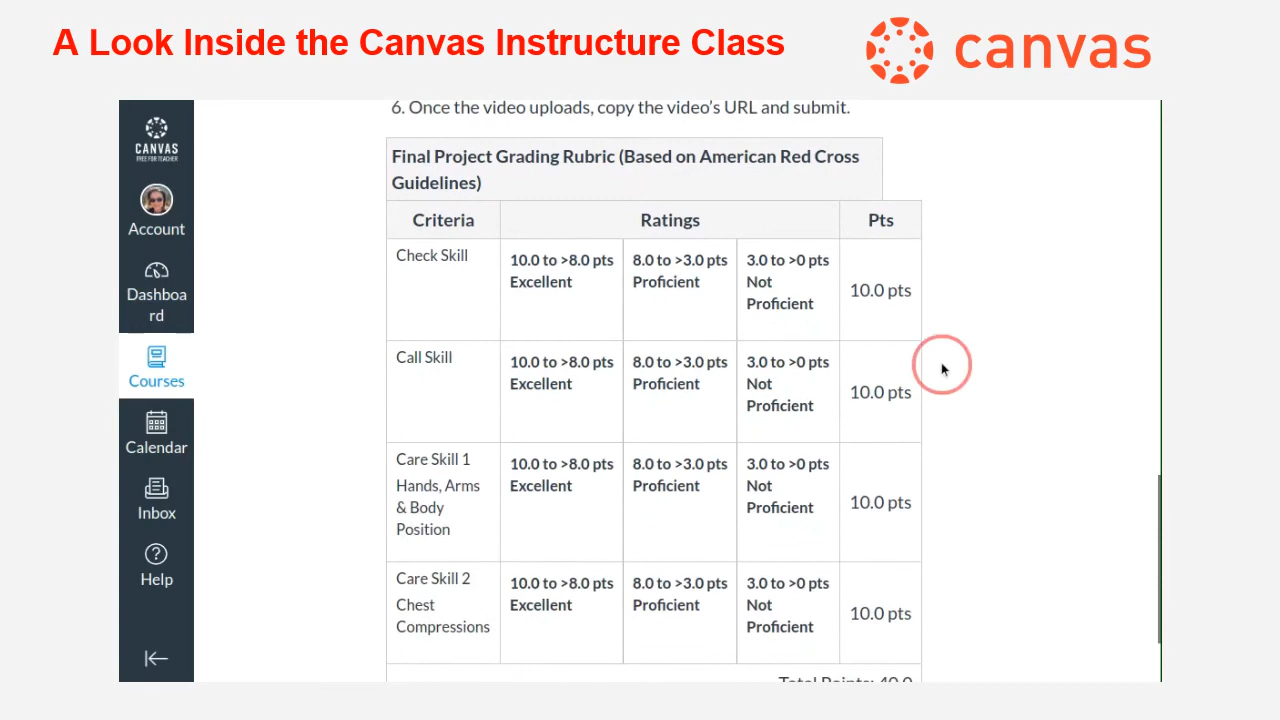 A Look Inside the Canvas Instructure Class
canvas
CANVAS
FREE FOR TEACHER
Account
Dashboa
rd
Courses
Calendar
Inbox
Help
6. Once the video uploads, copy the video’s URL and submit.
Final Project Grading Rubric (Based on American Red Cross
Guidelines)
Criteria Ratings Pts
Check Skill
10.0 to >8.0 pts
Excellent
8.0 to >3.0 pts
Proficient
3.0 to >0 pts
Not
Proficient
10.0 pts
Call Skill
10.0 to >8.0 pts
Excellent
8.0 to >3.0 pts
Proficient
3.0 to >0 pts
Not
Proficient
10.0 pts
Care Skill 1
Hands, Arms
& Body
Position
10.0 to >8.0 pts
Excellent
8.0 to >3.0 pts
Proficient
3.0 to >0 pts
Not
Proficient
10.0 pts
Care Skill 2
Chest
Compressions
10.0 to >8.0 pts
Excellent
8.0 to >3.0 pts
Proficient
3.0 to >0 pts
Not
Proficient
10.0 pts
Total Points: 40.0